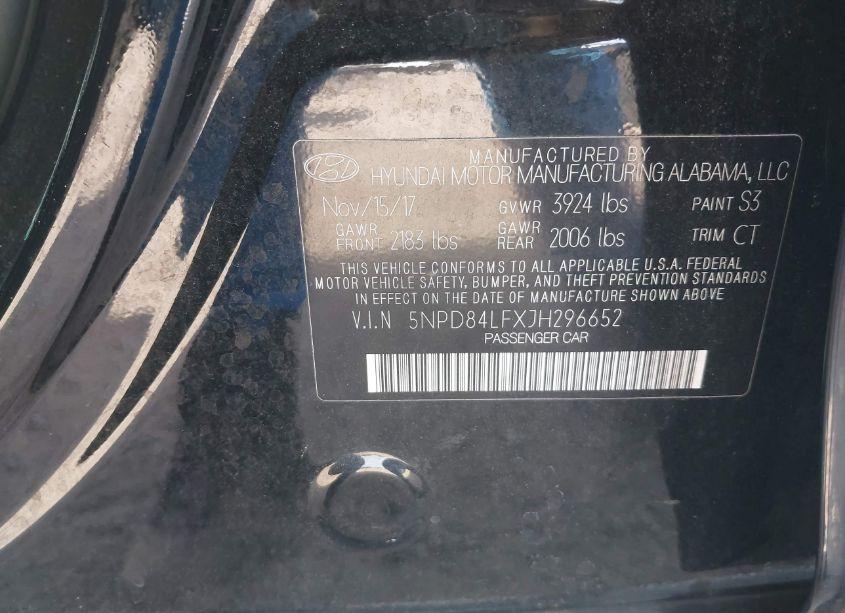 MANUFACTURED BY
HYUNDAI MOTOR MANUFACTURING ALABAMA, LLC
Nov/15/17 GVWR 3924 lbs PAINT S3
GAWR FRONT 2183 lbs GAWR REAR 2006 lbs TRIM CT
THIS VEHICLE CONFORMS TO ALL APPLICABLE U.S.A. FEDERAL
MOTOR VEHICLE SAFETY, BUMPER, AND THEFT PREVENTION STANDARDS
IN EFFECT ON THE DATE OF MANUFACTURE SHOWN ABOVE
V.I.N 5NPD84LFXJH296652
PASSENGER CAR